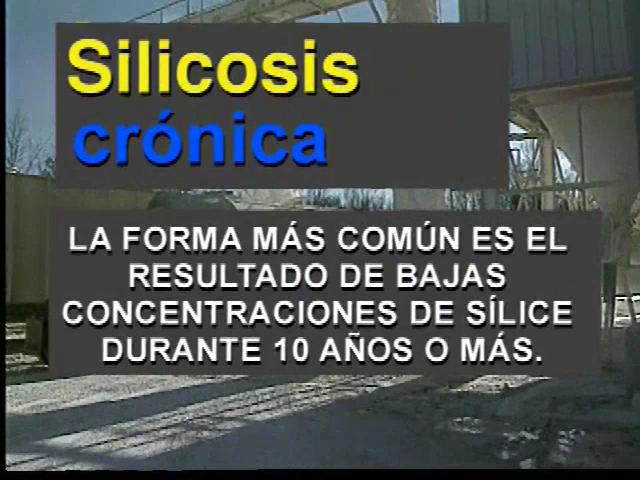 Silicosis
crónica
LA FORMA MÁS COMÚN ES EL
RESULTADO DE BAJAS
CONCENTRACIONES DE SÍLICE
DURANTE 10 AÑOS O MÁS.